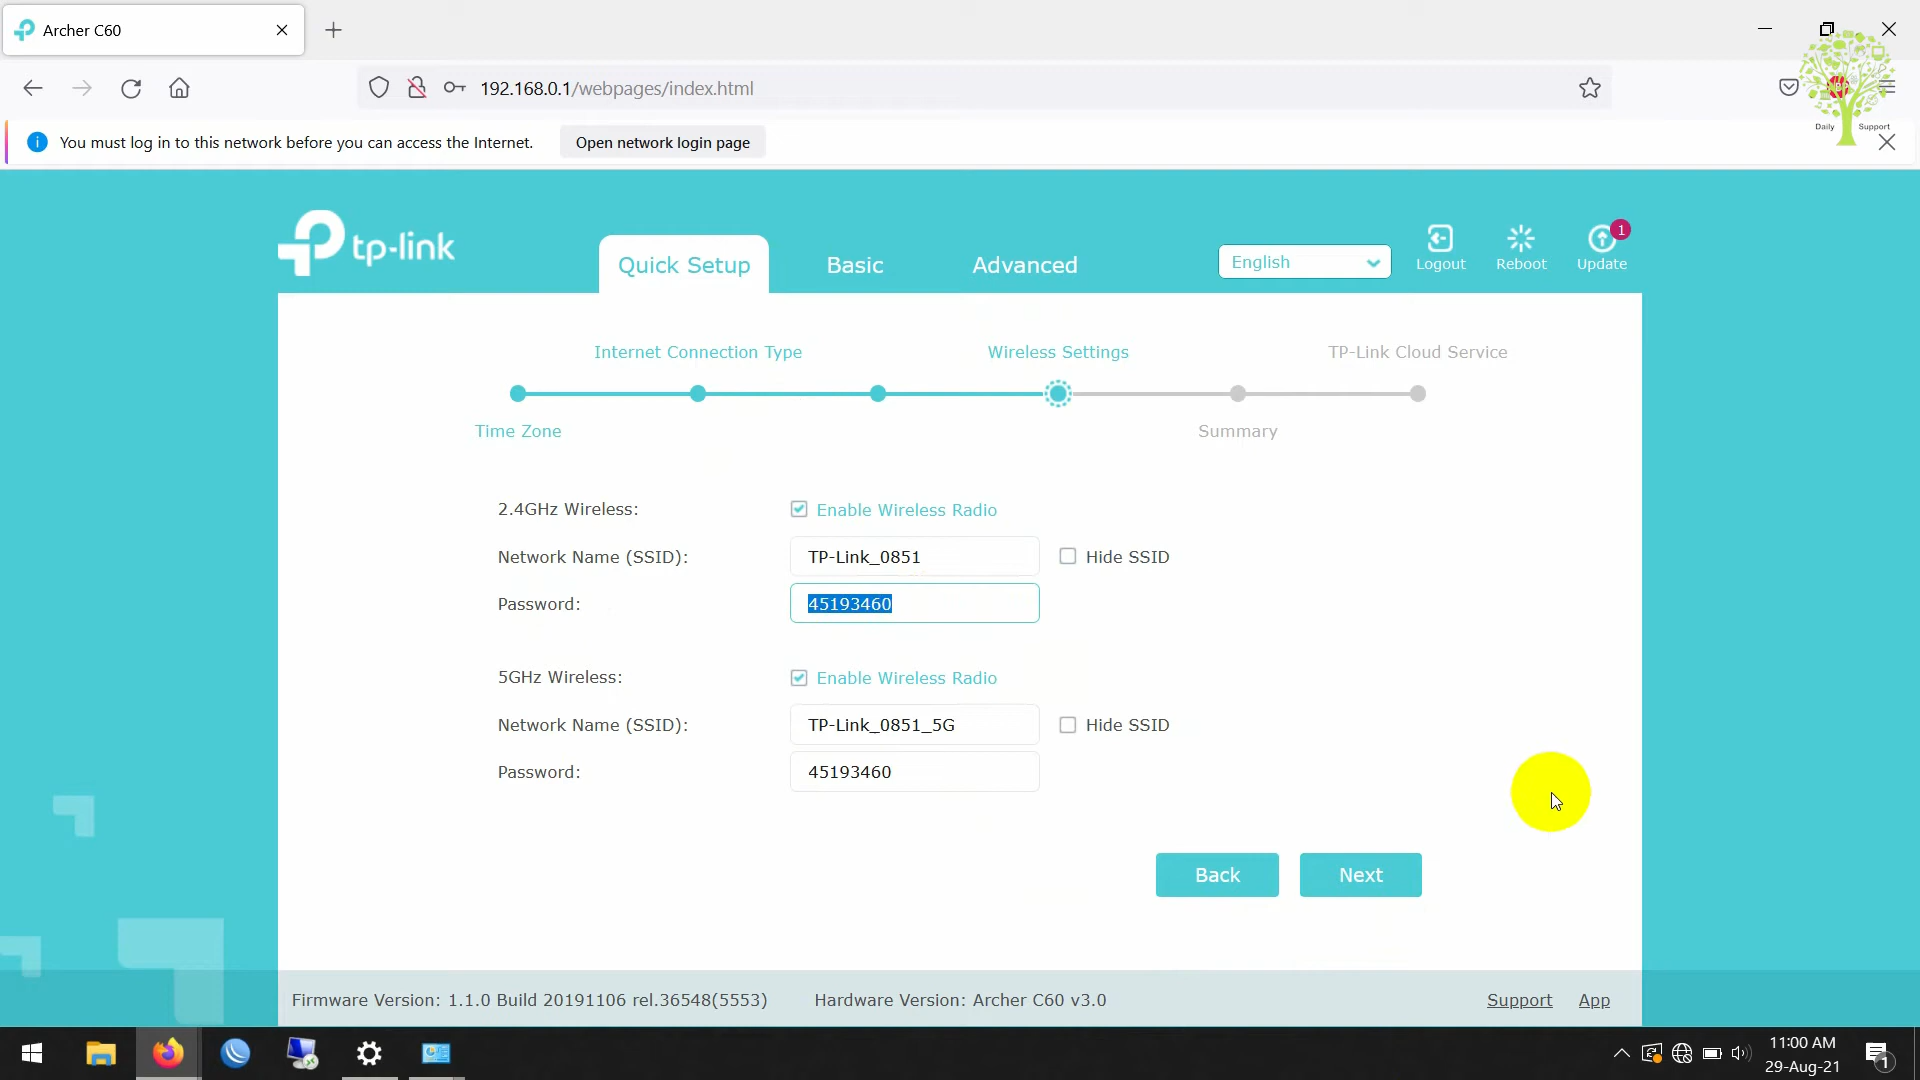 Archer C60
192.168.0.1/webpages/index.html
Daily Support
You must log in to this network before you can access the Internet.
Open network login page
tp-link
Quick Setup
Basic
Advanced
English
Logout
Reboot
Update
1
Internet Connection Type
Wireless Settings
TP-Link Cloud Service
Time Zone
Summary
2.4GHz Wireless:
Enable Wireless Radio
Network Name (SSID):
TP-Link_0851
Hide SSID
Password:
45193460
5GHz Wireless:
Enable Wireless Radio
Network Name (SSID):
TP-Link_0851_5G
Hide SSID
Password:
45193460
Back
Next
Firmware Version: 1.1.0 Build 20191106 rel.36548(5553)
Hardware Version: Archer C60 v3.0
Support
App
11:00 AM
29-Aug-21
1